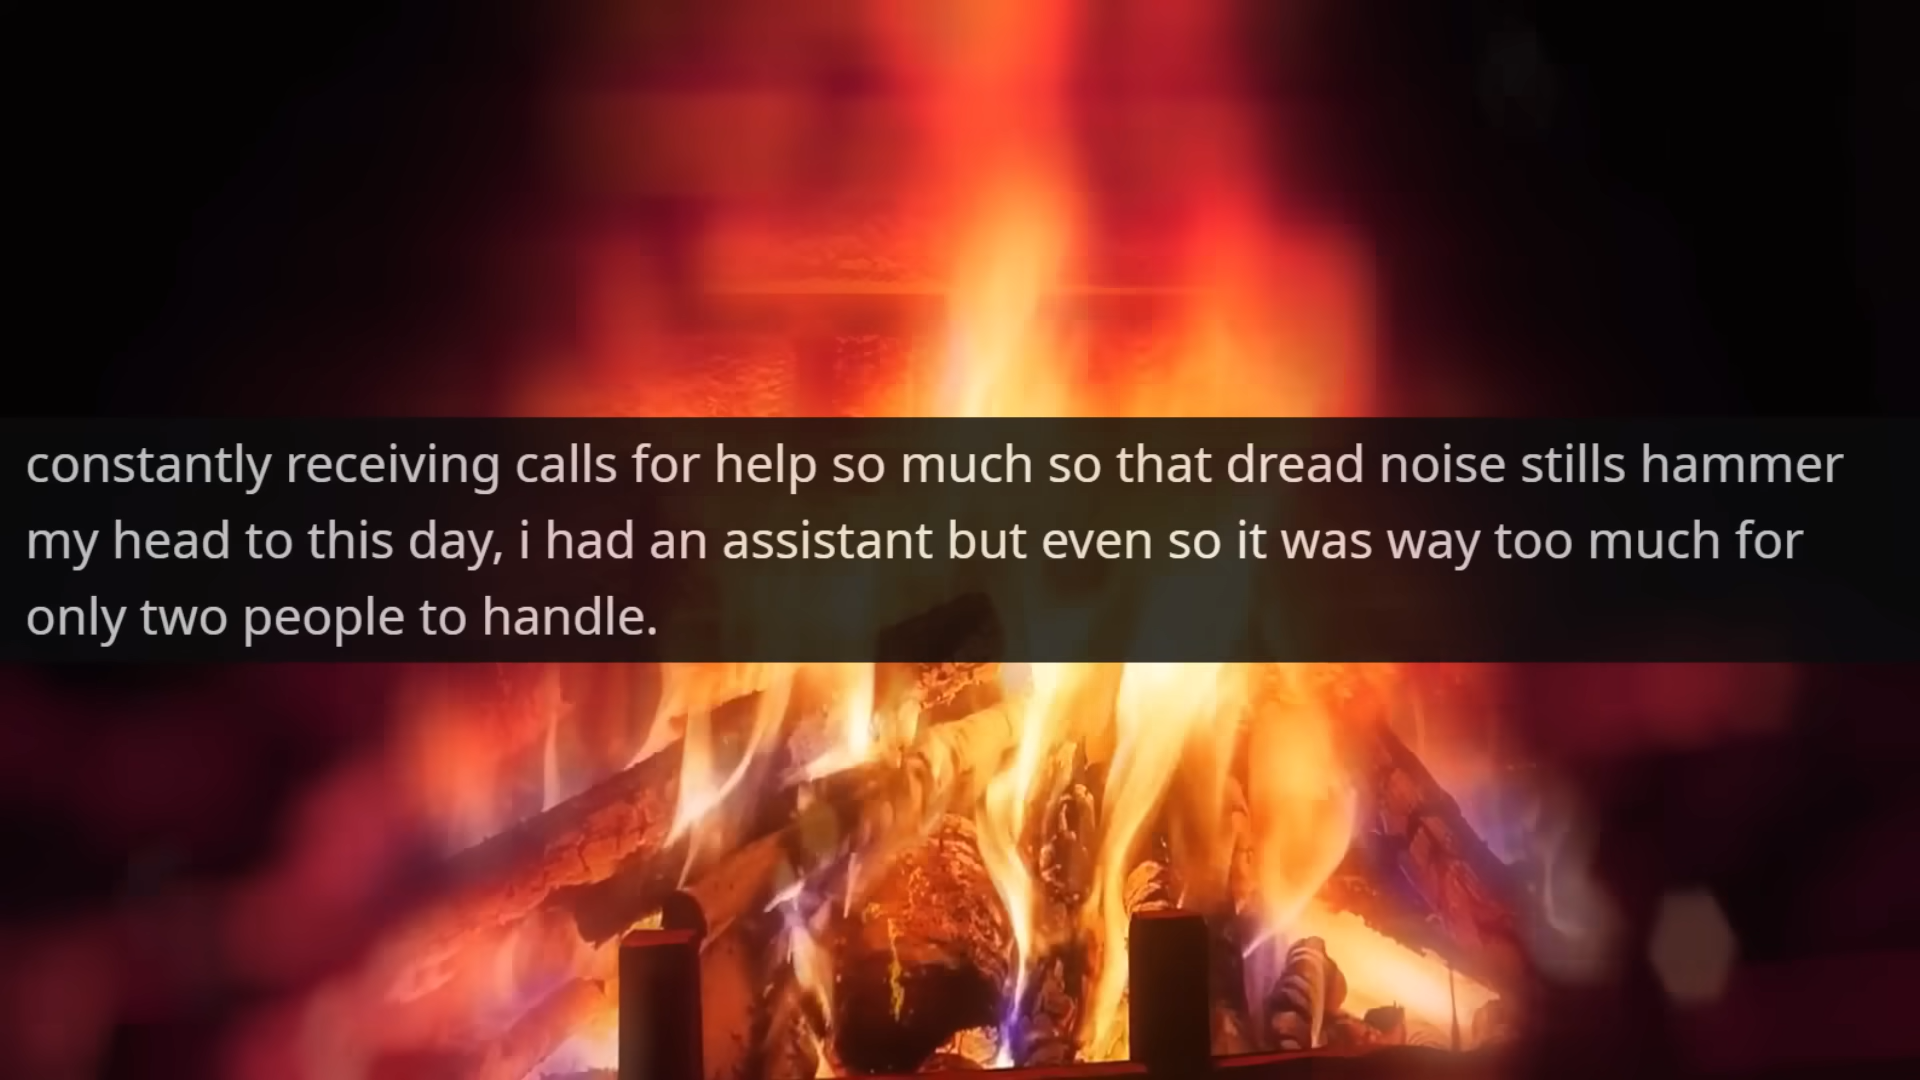 constantly receiving calls for help so much so that dread noise stills hammer
my head to this day, i had an assistant but even so it was way too much for
only two people to handle.